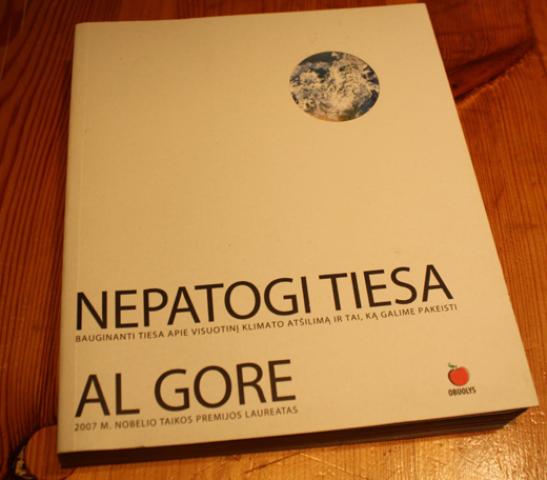 NEPATOGI TIESA
BAUGINANTI TIESA APIE VISUOTINĮ KLIMATO ATŠILIMĄ IR TAI, KĄ GALIME PAKEISTI
AL GORE
2007 M. NOBELIO TAIKOS PREMIJOS LAUREATAS
OBUOLYS